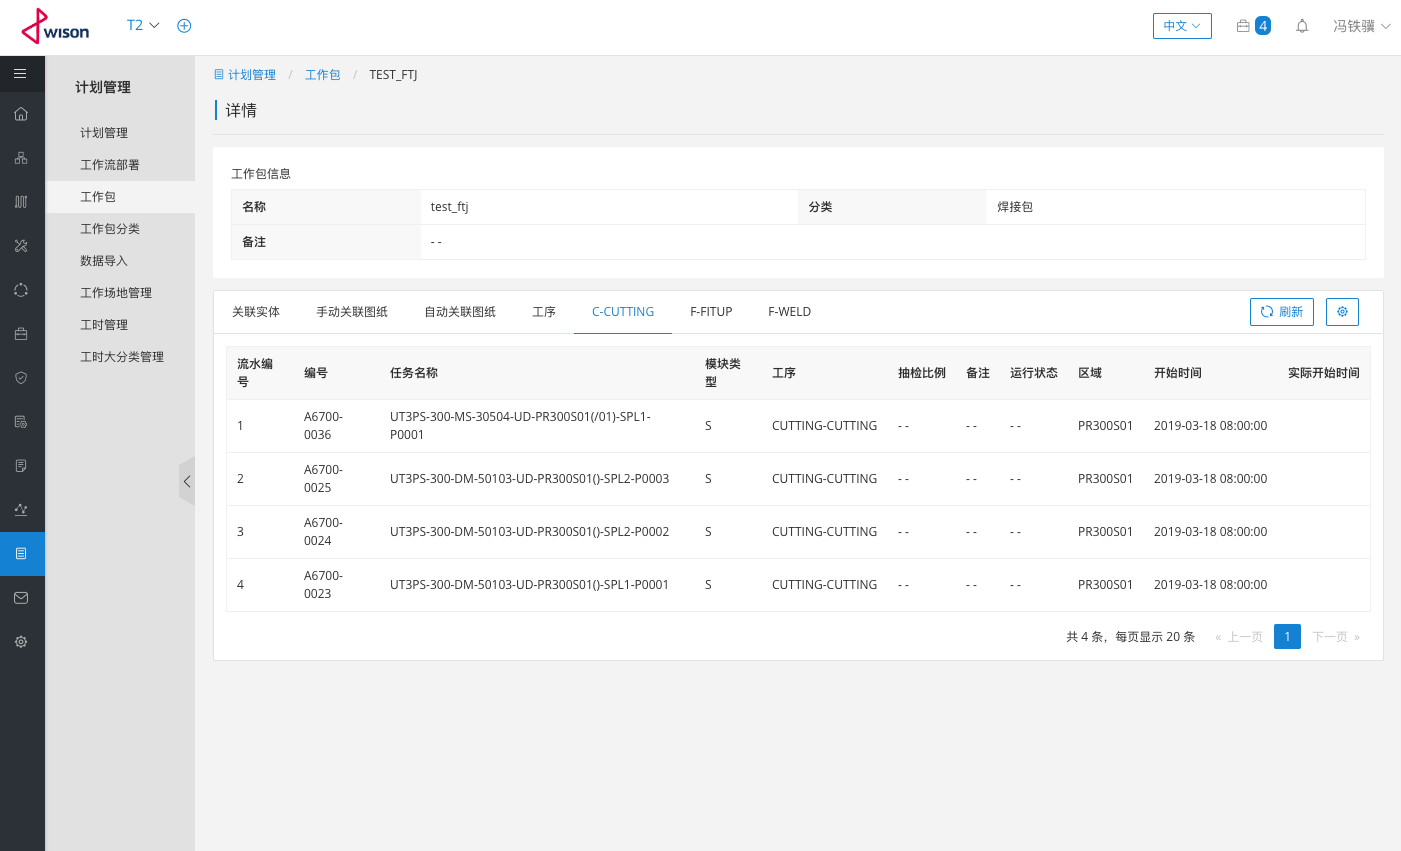 wison
T2
中文
4
冯铁骥
计划管理
计划管理
工作流部署
工作包
工作包分类
数据导入
工作场地管理
工时管理
工时大分类管理
计划管理 / 工作包 / TEST_FTJ
详情
工作包信息
名称 test_ftj 分类 焊接包
备注 - -
关联实体 手动关联图纸 自动关联图纸 工序 C-CUTTING F-FITUP F-WELD 刷新
流水编号 编号 任务名称 模块类型 工序 抽检比例 备注 运行状态 区域 开始时间 实际开始时间
1 A6700-0036 UT3PS-300-MS-30504-UD-PR300S01(/01)-SPL1-P0001 S CUTTING-CUTTING - - - - - - PR300S01 2019-03-18 08:00:00
2 A6700-0025 UT3PS-300-DM-50103-UD-PR300S01()-SPL2-P0003 S CUTTING-CUTTING - - - - - - PR300S01 2019-03-18 08:00:00
3 A6700-0024 UT3PS-300-DM-50103-UD-PR300S01()-SPL2-P0002 S CUTTING-CUTTING - - - - - - PR300S01 2019-03-18 08:00:00
4 A6700-0023 UT3PS-300-DM-50103-UD-PR300S01()-SPL1-P0001 S CUTTING-CUTTING - - - - - - PR300S01 2019-03-18 08:00:00
共 4 条，每页显示 20 条 « 上一页 1 下一页 »